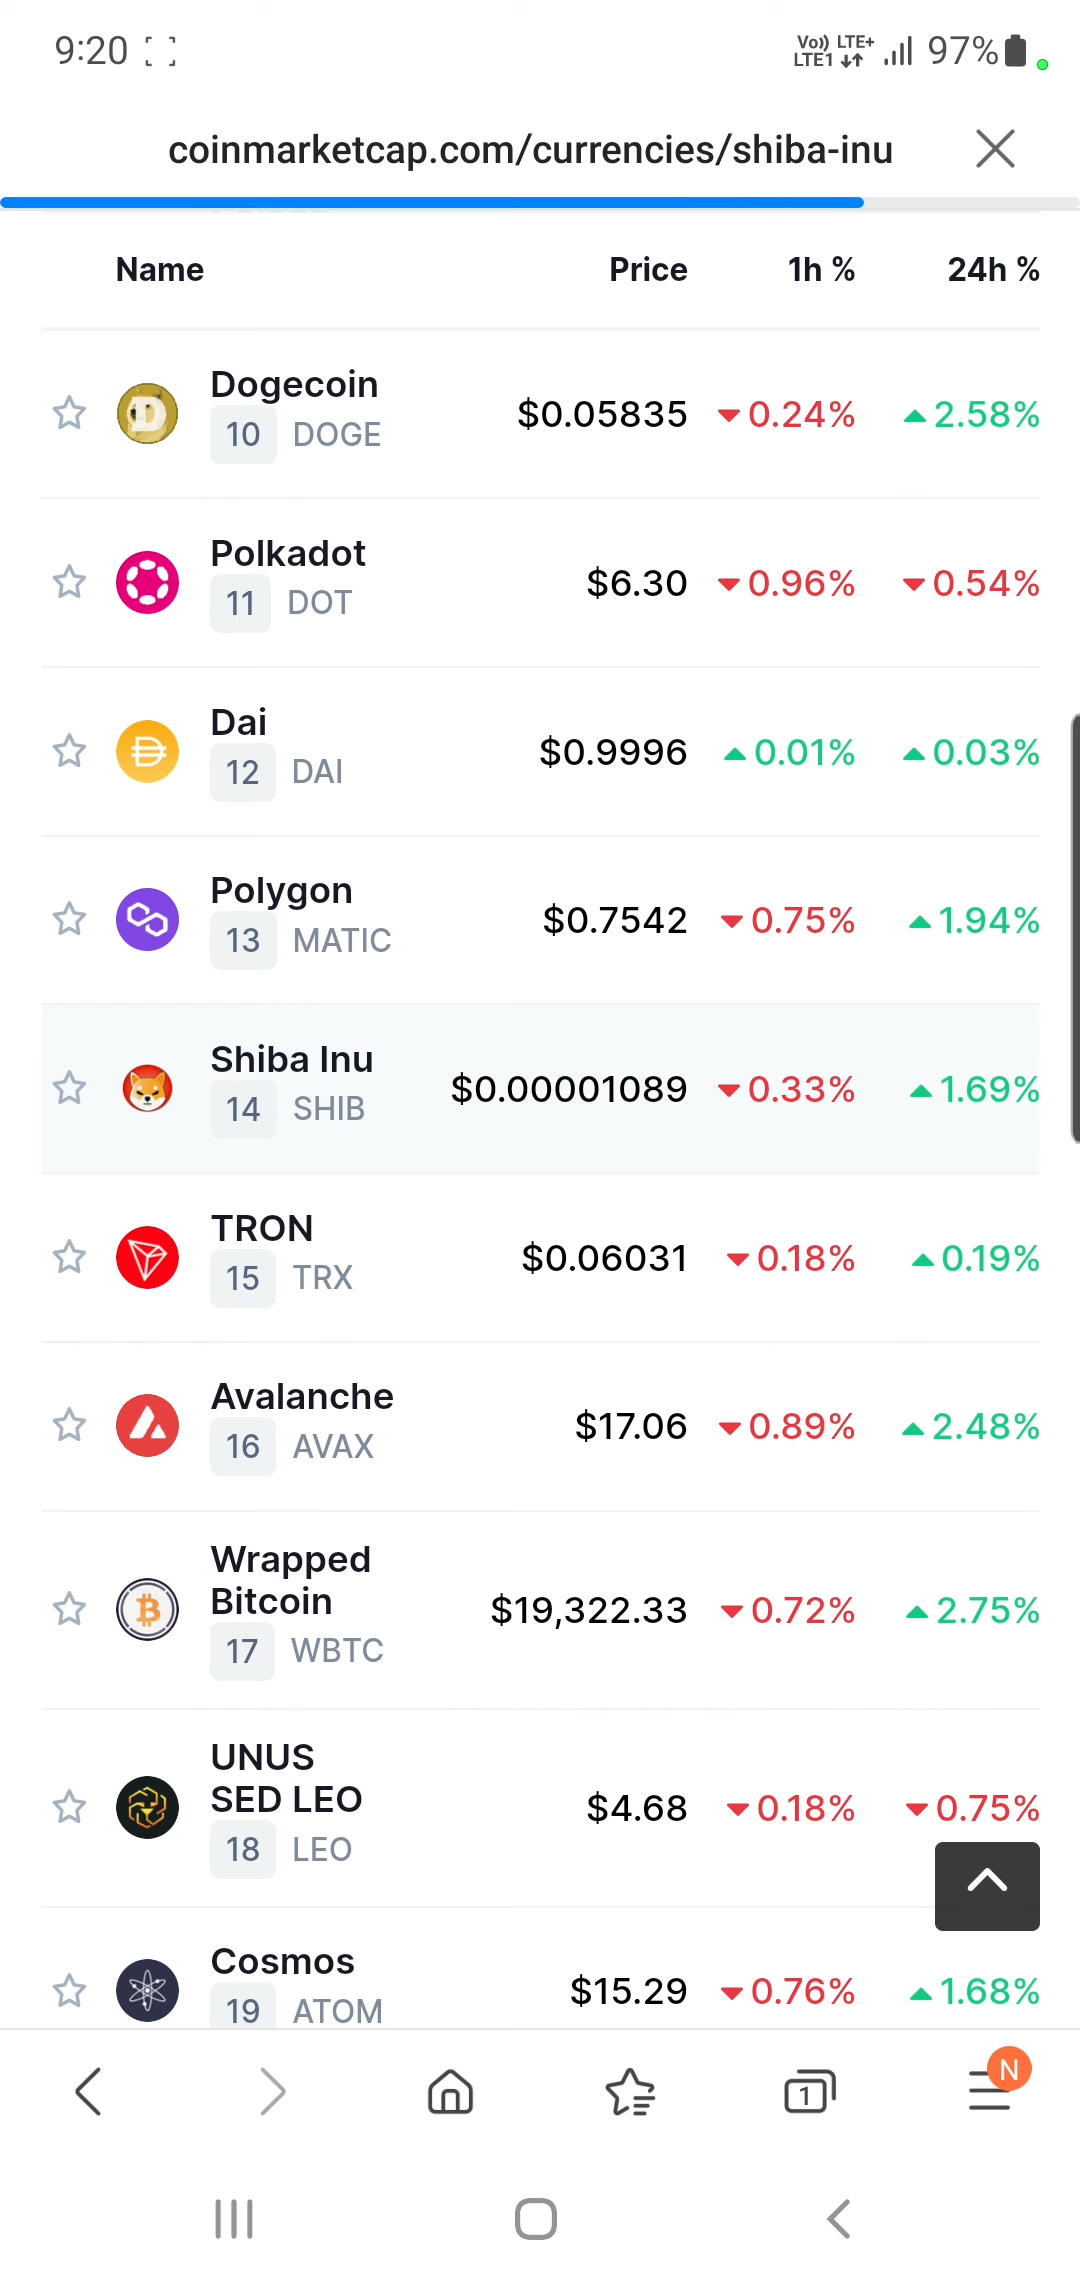 9:20
Vo)) LTE+
LTE1
97%
coinmarketcap.com/currencies/shiba-inu
Name Price 1h % 24h %
Dogecoin
10 DOGE
$0.05835 0.24% 2.58%
Polkadot
11 DOT
$6.30 0.96% 0.54%
Dai
12 DAI
$0.9996 0.01% 0.03%
Polygon
13 MATIC
$0.7542 0.75% 1.94%
Shiba Inu
14 SHIB
$0.00001089 0.33% 1.69%
TRON
15 TRX
$0.06031 0.18% 0.19%
Avalanche
16 AVAX
$17.06 0.89% 2.48%
Wrapped
Bitcoin
17 WBTC
$19,322.33 0.72% 2.75%
UNUS
SED LEO
18 LEO
$4.68 0.18% 0.75%
Cosmos
19 ATOM
$15.29 0.76% 1.68%
1
N